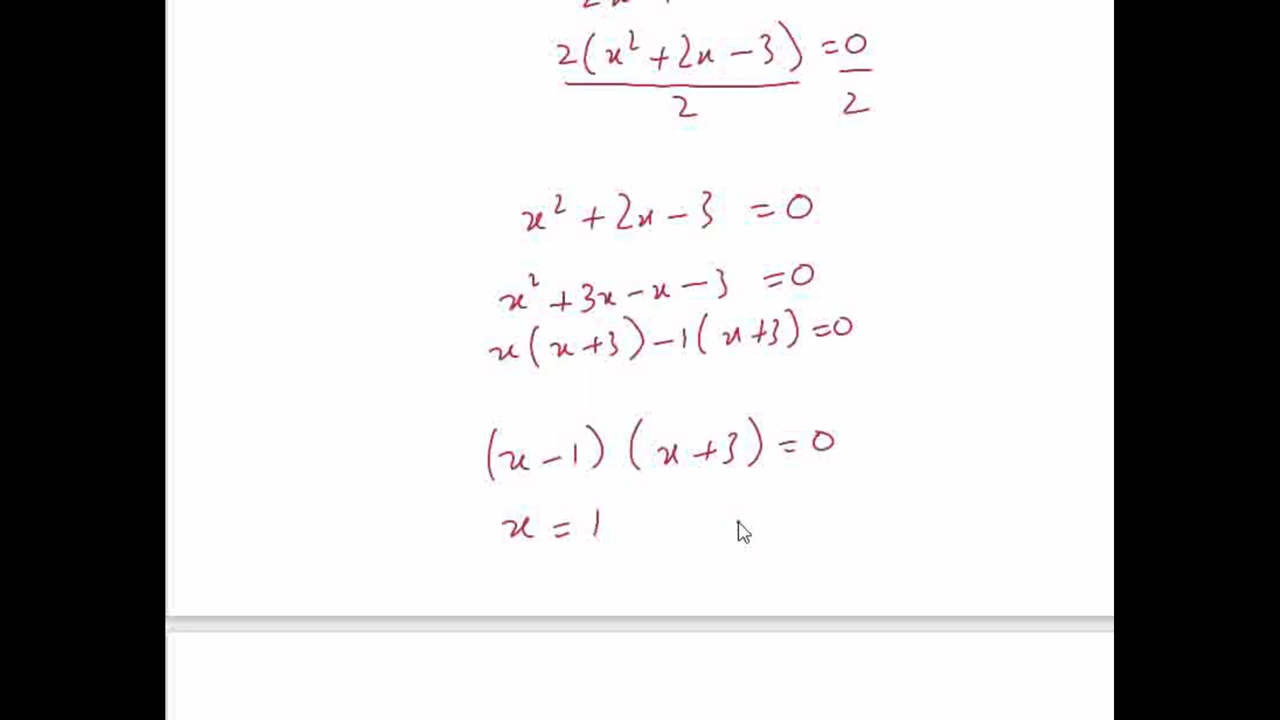 2(x² + 2x - 3) = 0
2 2
x² + 2x - 3 = 0
x² + 3x - x - 3 = 0
x(x + 3) - 1(x + 3) = 0
(x - 1) (x + 3) = 0
x = 1